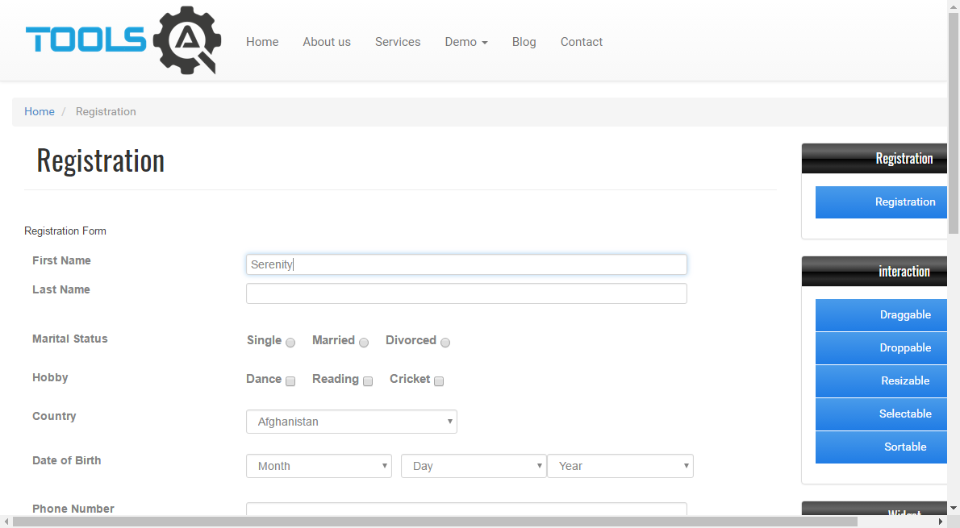 TOOLS QA
Home About us Services Demo Blog Contact
Home / Registration
Registration
Registration Form
First Name Serenity
Last Name
Marital Status Single Married Divorced
Hobby Dance Reading Cricket
Country Afghanistan
Date of Birth Month Day Year
Phone Number
Registration
Registration
interaction
Draggable
Droppable
Resizable
Selectable
Sortable
Widget